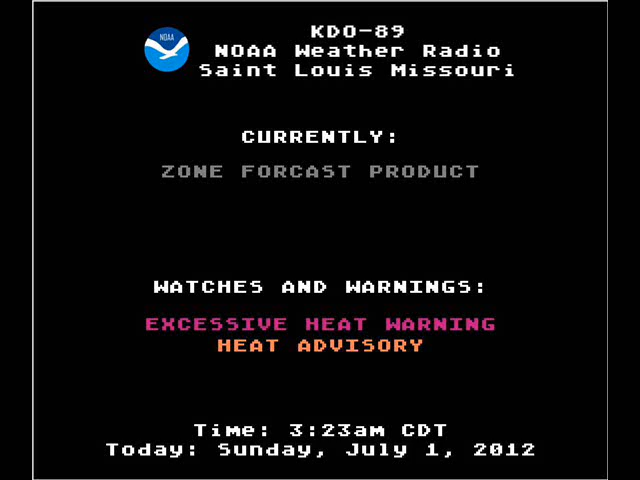 NOAA
KDO-89
NOAA Weather Radio
Saint Louis Missouri
CURRENTLY:
ZONE FORCAST PRODUCT
WATCHES AND WARNINGS:
EXCESSIVE HEAT WARNING
HEAT ADVISORY
Time: 3:23am CDT
Today: Sunday, July 1, 2012